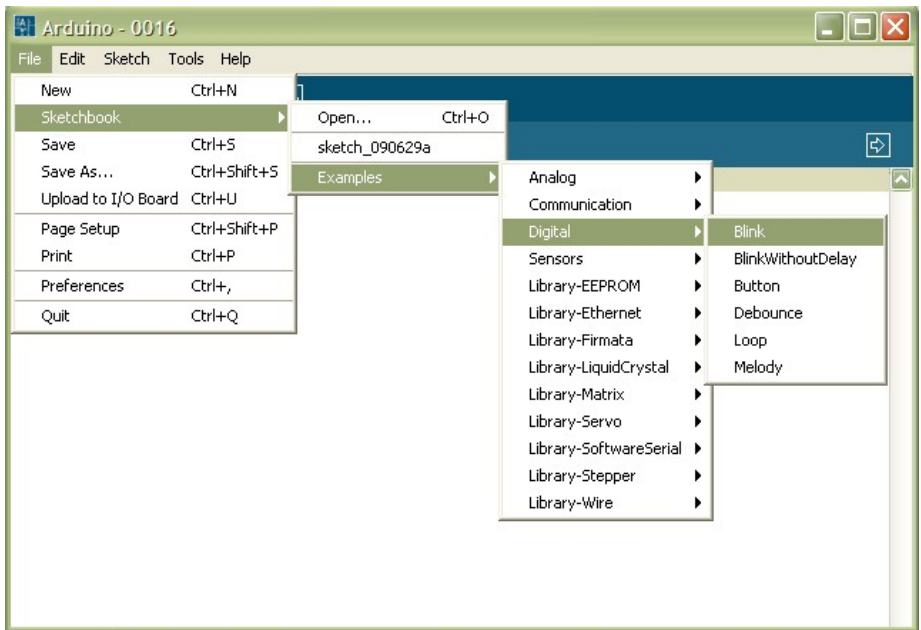 Arduino - 0016
File Edit Sketch Tools Help
New Ctrl+N
Sketchbook
Save Ctrl+S
Save As... Ctrl+Shift+S
Upload to I/O Board Ctrl+U
Page Setup Ctrl+Shift+P
Print Ctrl+P
Preferences Ctrl+,
Quit Ctrl+Q
Open... Ctrl+O
sketch_090629a
Examples
Analog
Communication
Digital
Sensors
Library-EEPROM
Library-Ethernet
Library-Firmata
Library-LiquidCrystal
Library-Matrix
Library-Servo
Library-SoftwareSerial
Library-Stepper
Library-Wire
Blink
BlinkWithoutDelay
Button
Debounce
Loop
Melody